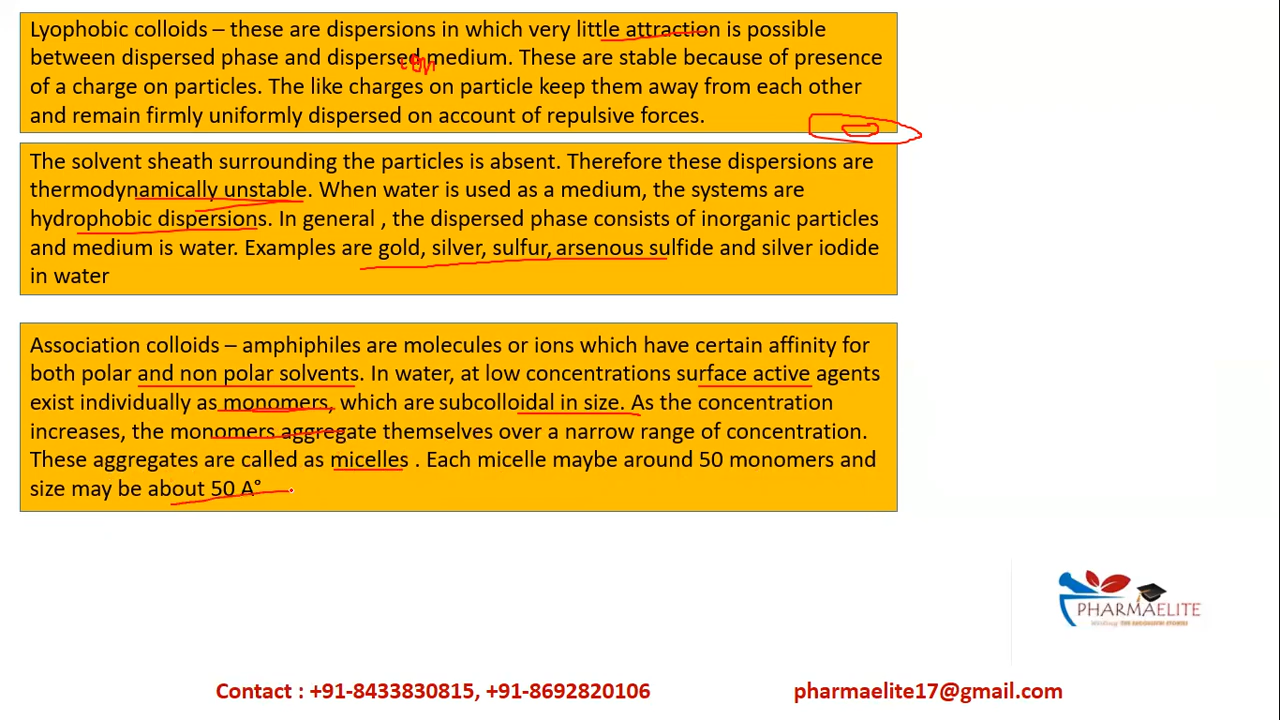 Lyophobic colloids – these are dispersions in which very little attraction is possible
between dispersed phase and dispersed medium. These are stable because of presence
of a charge on particles. The like charges on particle keep them away from each other
and remain firmly uniformly dispersed on account of repulsive forces.
The solvent sheath surrounding the particles is absent. Therefore these dispersions are
thermodynamically unstable. When water is used as a medium, the systems are
hydrophobic dispersions. In general , the dispersed phase consists of inorganic particles
and medium is water. Examples are gold, silver, sulfur, arsenous sulfide and silver iodide
in water
Association colloids – amphiphiles are molecules or ions which have certain affinity for
both polar and non polar solvents. In water, at low concentrations surface active agents
exist individually as monomers, which are subcolloidal in size. As the concentration
increases, the monomers aggregate themselves over a narrow range of concentration.
These aggregates are called as micelles . Each micelle maybe around 50 monomers and
size may be about 50 A°
PHARMAELITE
Contact : +91-8433830815, +91-8692820106
pharmaelite17@gmail.com